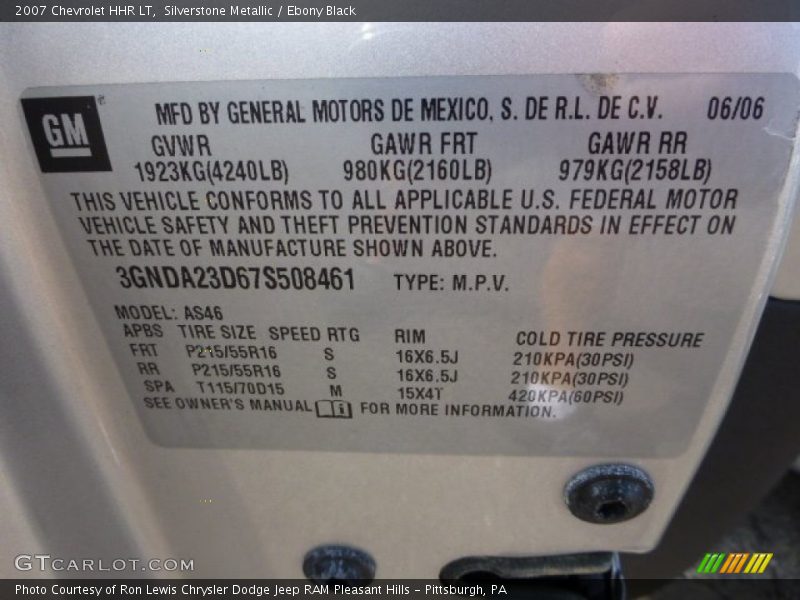 2007 Chevrolet HHR LT, Silverstone Metallic / Ebony Black
GM
MFD BY GENERAL MOTORS DE MEXICO, S. DE R.L. DE C.V. 06/06
GVWR GAWR FRT GAWR RR
1923KG(4240LB) 980KG(2160LB) 979KG(2158LB)
THIS VEHICLE CONFORMS TO ALL APPLICABLE U.S. FEDERAL MOTOR
VEHICLE SAFETY AND THEFT PREVENTION STANDARDS IN EFFECT ON
THE DATE OF MANUFACTURE SHOWN ABOVE.
3GNDA23D67S508461 TYPE: M.P.V.
MODEL: AS46
APBS TIRE SIZE SPEED RTG RIM COLD TIRE PRESSURE
FRT P215/55R16 S 16X6.5J 210KPA(30PSI)
RR P215/55R16 S 16X6.5J 210KPA(30PSI)
SPA T115/70D15 M 15X4T 420KPA(60PSI)
SEE OWNER'S MANUAL FOR MORE INFORMATION.
GTCARLOT.COM
Photo Courtesy of Ron Lewis Chrysler Dodge Jeep RAM Pleasant Hills - Pittsburgh, PA